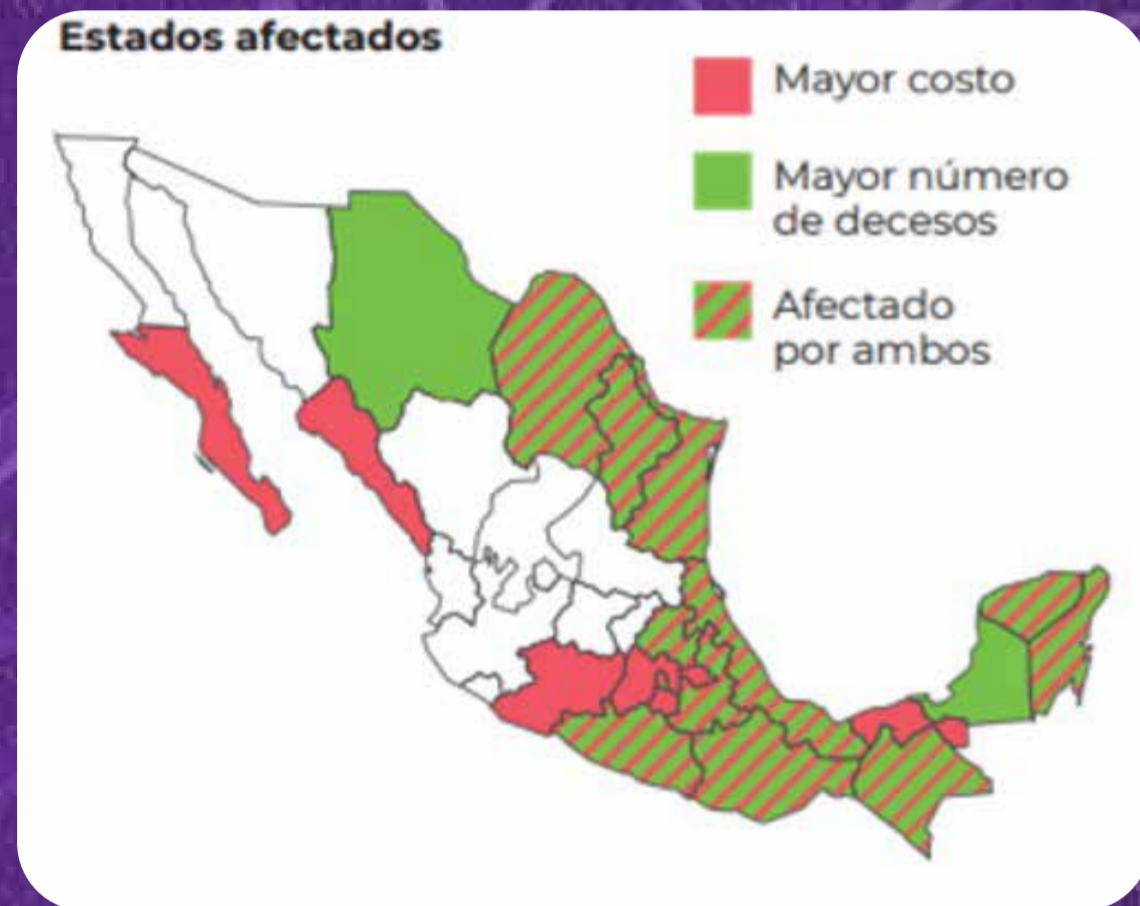 Estados afectados
Mayor costo
Mayor número
de decesos
Afectado
por ambos